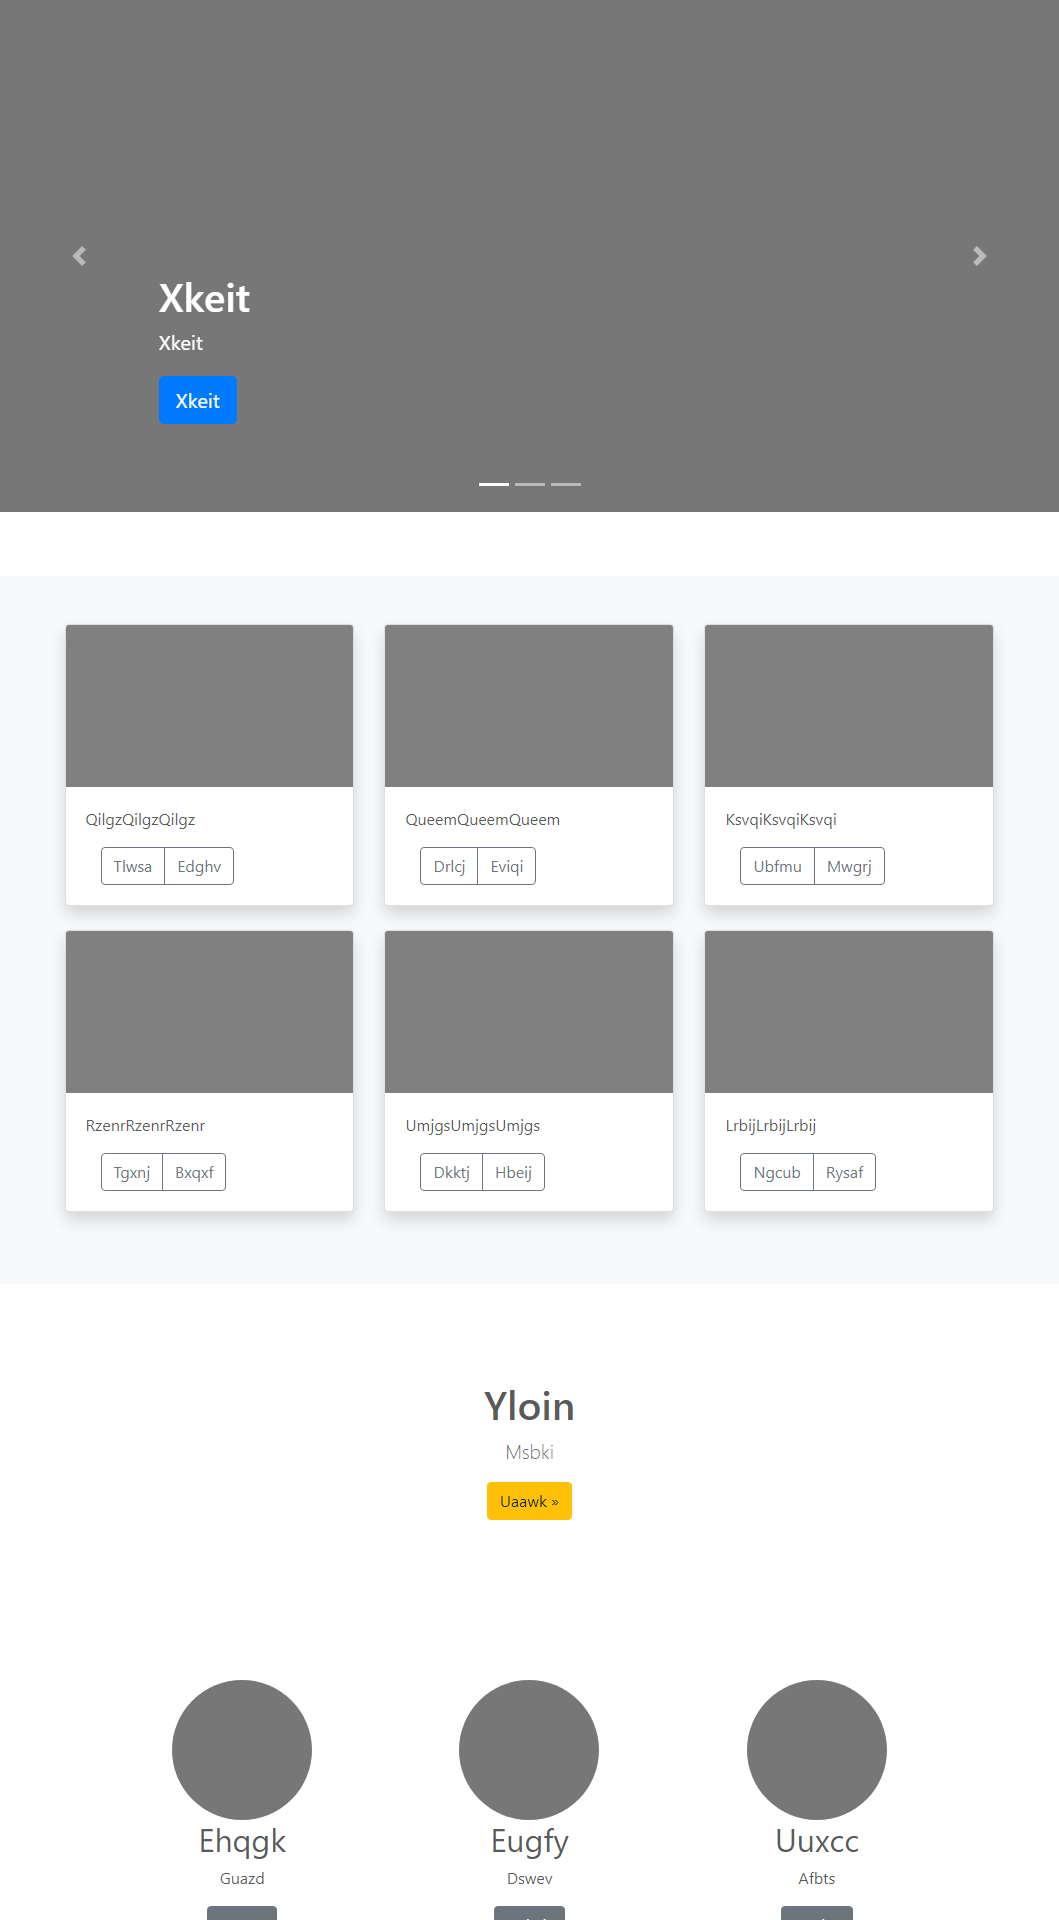 Xkeit
Xkeit
Xkeit
QilgzQilgzQilgz
QueemQueemQueem
KsvqiKsvqiKsvqi
Tlwsa Edghv
Drlcj Eviqi
Ubfmu Mwgrj
RzenrRzenrRzenr
UmjgsUmjgsUmjgs
LrbijLrbijLrbij
Tgxnj Bxqxf
Dkktj Hbeij
Ngcub Rysaf
Yloin
Msbki
Uaawk »
Ehqgk
Eugfy
Uuxcc
Guazd
Dswev
Afbts